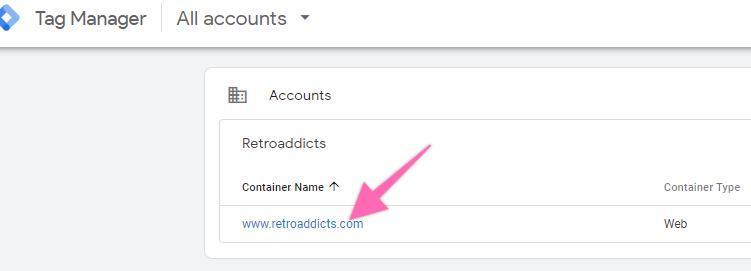 Tag Manager All accounts
Accounts
Retroaddicts
Container Name Container Type
www.retroaddicts.com Web